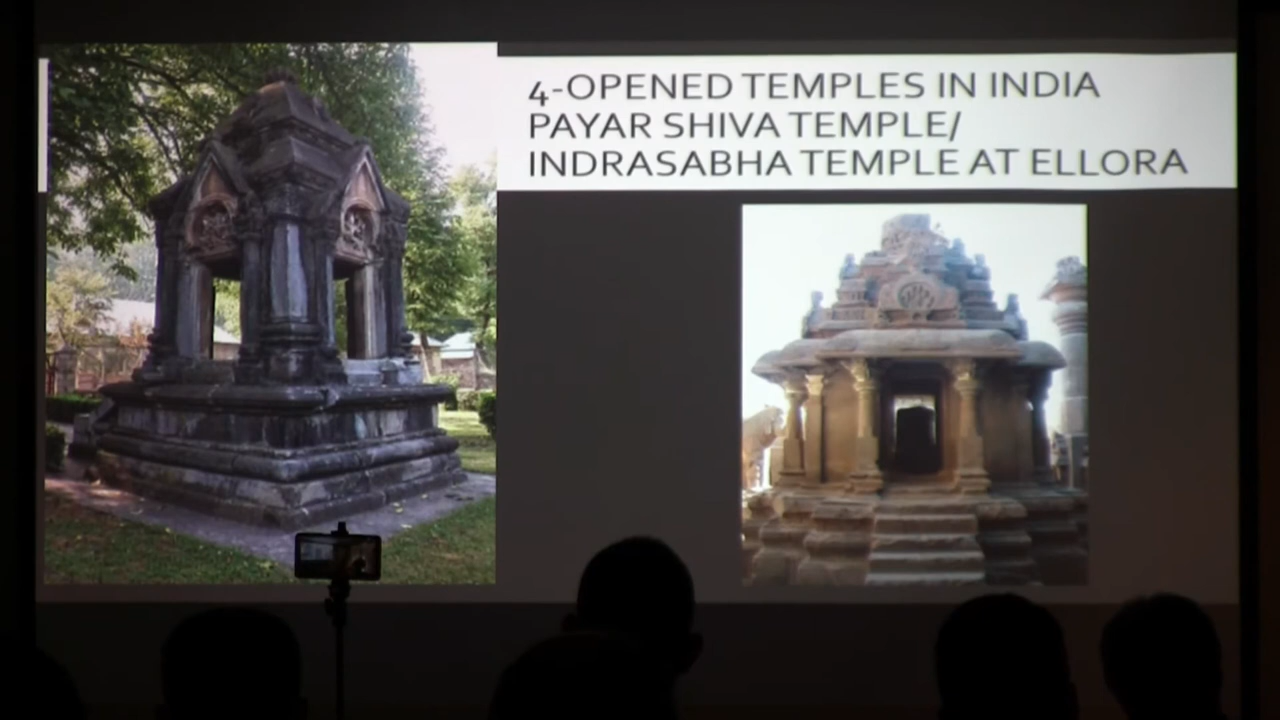 4-OPENED TEMPLES IN INDIA
PAYAR SHIVA TEMPLE/
INDRASABHA TEMPLE AT ELLORA